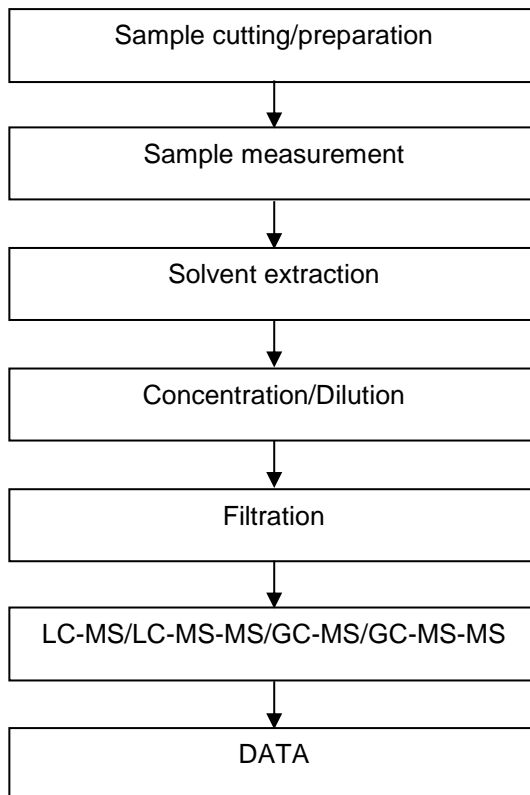 Sample cutting/preparation
Sample measurement
Solvent extraction
Concentration/Dilution
Filtration
LC-MS/LC-MS-MS/GC-MS/GC-MS-MS
DATA